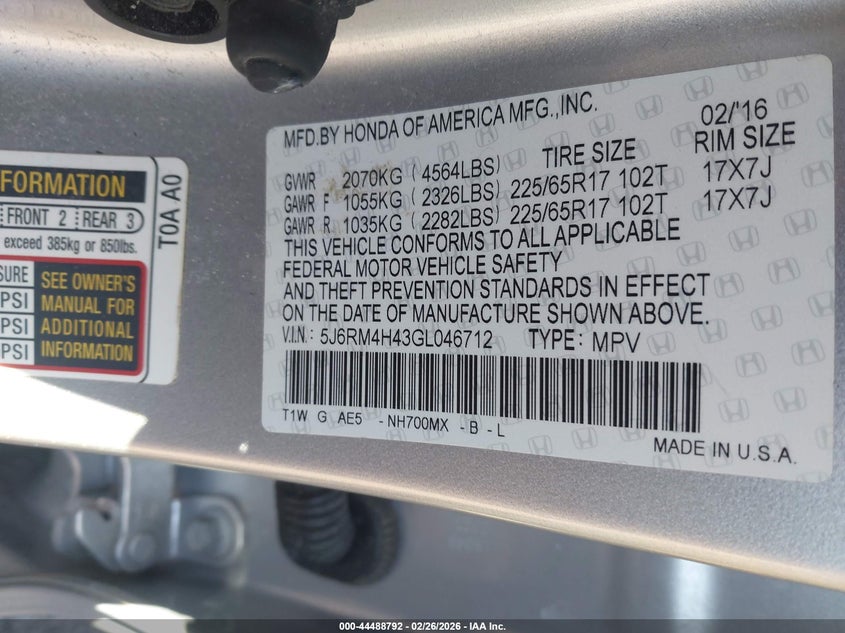 FORMATION
FRONT 2 REAR 3
exceed 385kg or 850lbs.
SURE
PSI
PSI
PSI
SEE OWNER'S
MANUAL FOR
ADDITIONAL
INFORMATION
T0A A0
MFD.BY HONDA OF AMERICA MFG.,INC. 02/'16
TIRE SIZE RIM SIZE
GVWR 2070KG (4564LBS)
GAWR F 1055KG (2326LBS) 225/65R17 102T 17X7J
GAWR R 1035KG (2282LBS) 225/65R17 102T 17X7J
THIS VEHICLE CONFORMS TO ALL APPLICABLE
FEDERAL MOTOR VEHICLE SAFETY
AND THEFT PREVENTION STANDARDS IN EFFECT
ON THE DATE OF MANUFACTURE SHOWN ABOVE.
V.I.N: 5J6RM4H43GL046712 TYPE: MPV
T1W G AE5 - NH700MX - B - L
MADE IN U.S.A.
000-44488792 / 02/26/2026 - IAA Inc.